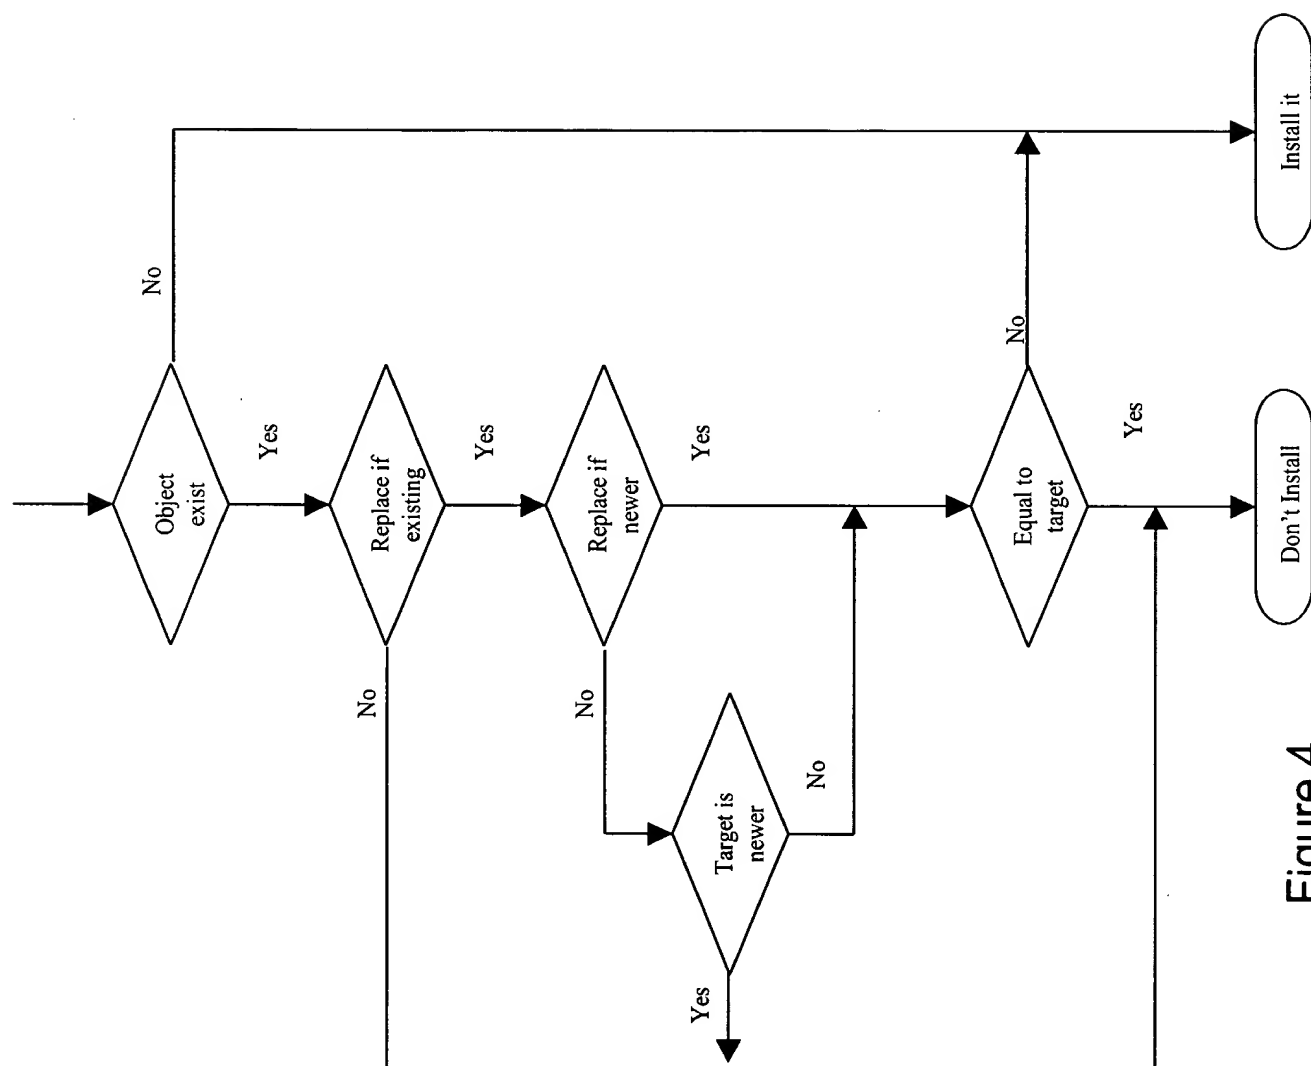 Object
exist
No
Yes
Replace if
existing
No
Yes
Replace if
newer
No
Yes
Target is
newer
Yes
No
Equal to
target
No
Yes
Install it
Don't Install
Figure 4